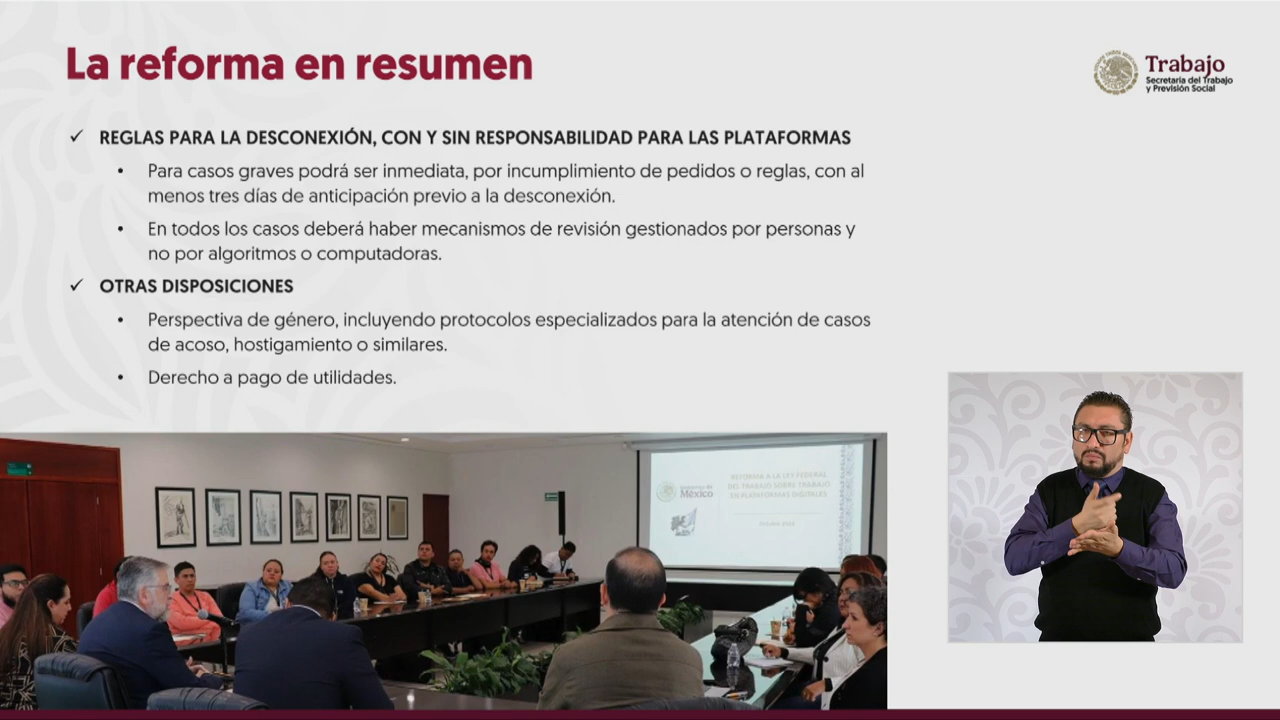 La reforma en resumen
Trabajo
Secretaría del Trabajo
y Previsión Social
✓ REGLAS PARA LA DESCONEXIÓN, CON Y SIN RESPONSABILIDAD PARA LAS PLATAFORMAS
• Para casos graves podrá ser inmediata, por incumplimiento de pedidos o reglas, con al
menos tres días de anticipación previo a la desconexión.
• En todos los casos deberá haber mecanismos de revisión gestionados por personas y
no por algoritmos o computadoras.
✓ OTRAS DISPOSICIONES
• Perspectiva de género, incluyendo protocolos especializados para la atención de casos
de acoso, hostigamiento o similares.
• Derecho a pago de utilidades.
Gobierno de
México
REFORMA A LA LEY FEDERAL
DEL TRABAJO SOBRE TRABAJO
EN PLATAFORMAS DIGITALES